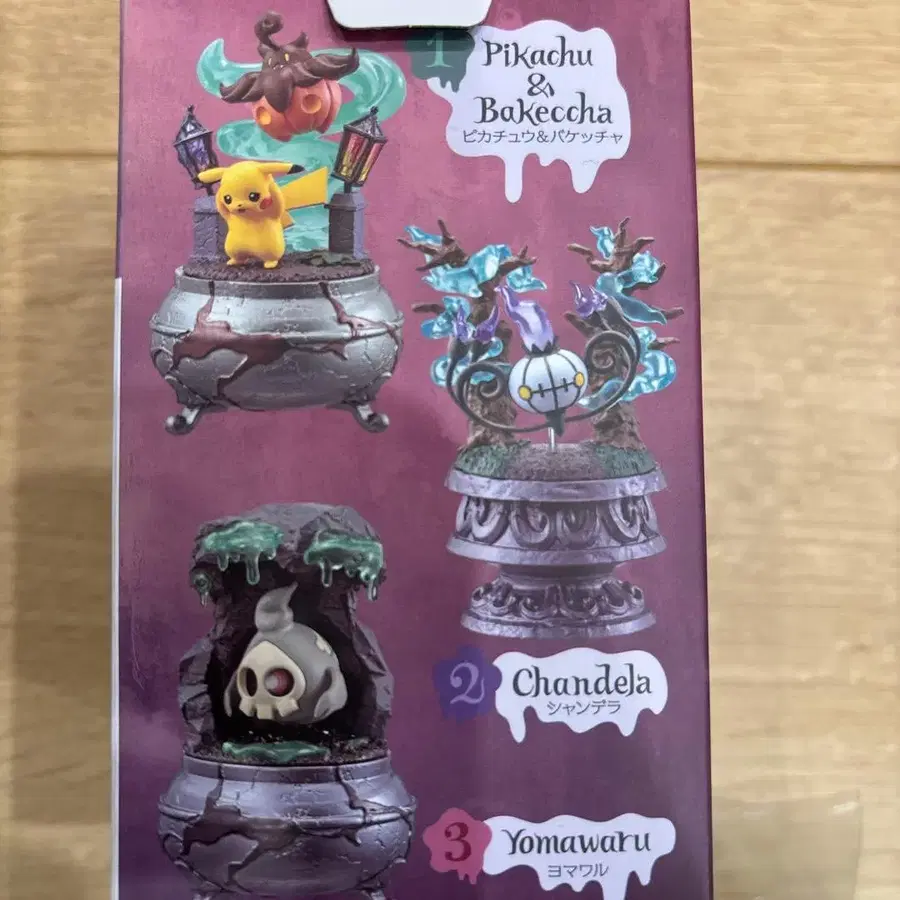 1
Pikachu
&
Bakeccha
ピカチュウ&バケッチャ
2
Chandela
シャンデラ
3
Yomawaru
ヨマワル